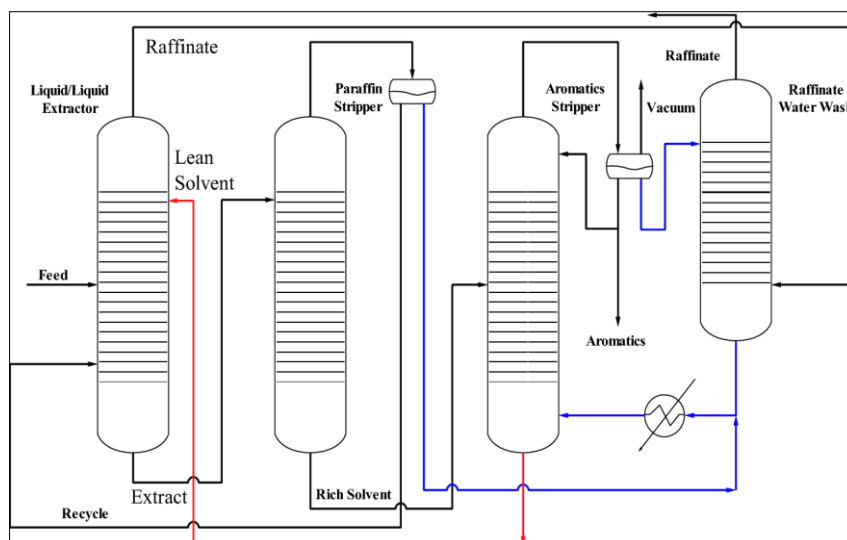 Raffinate
Liquid/Liquid
Extractor
Paraffin
Stripper
Aromatics
Stripper
Vacuum
Raffinate
Raffinate
Water Wash
Lean
Solvent
Feed
Aromatics
Extract
Rich Solvent
Recycle